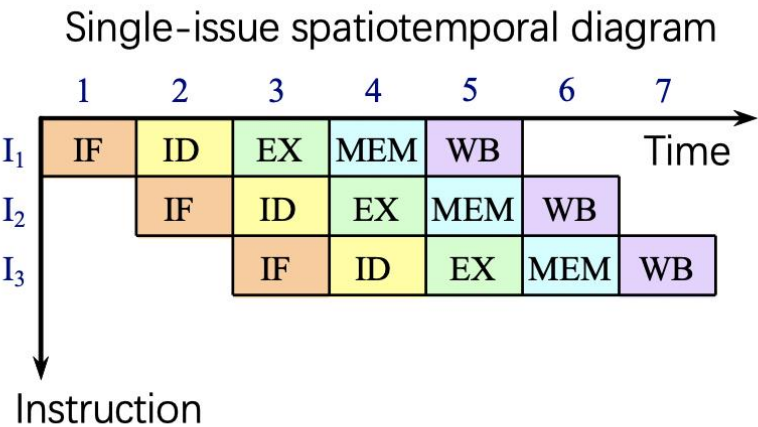 Single-issue spatiotemporal diagram
1 2 3 4 5 6 7
I1 IF ID EX MEM WB Time
I2 IF ID EX MEM WB
I3 IF ID EX MEM WB
Instruction